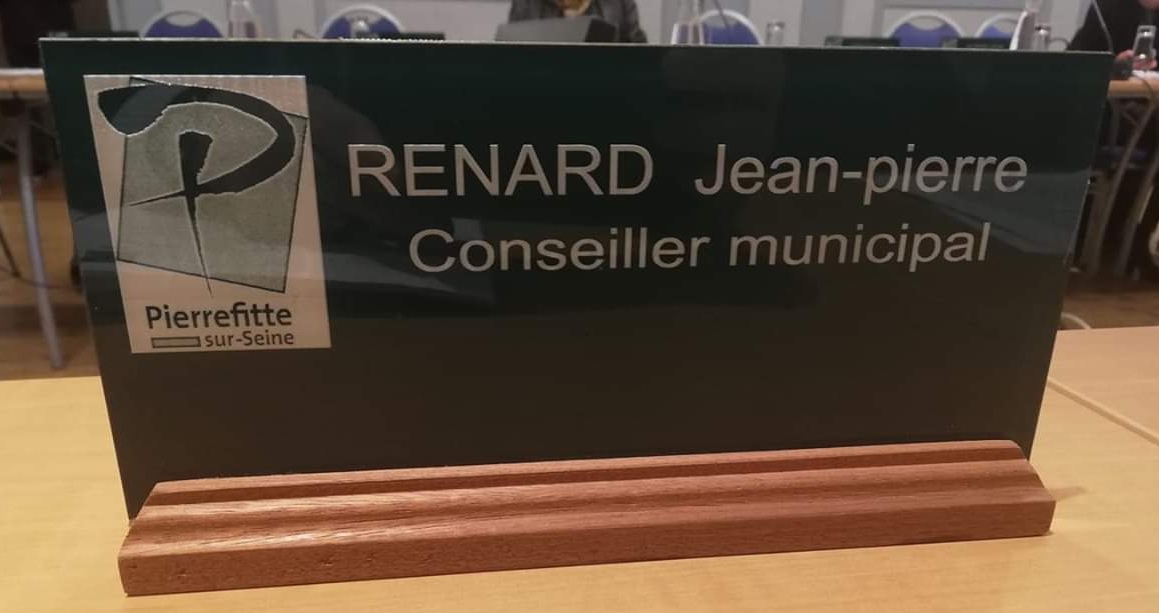 RENARD Jean-pierre
Conseiller municipal
Pierrefitte
sur-Seine